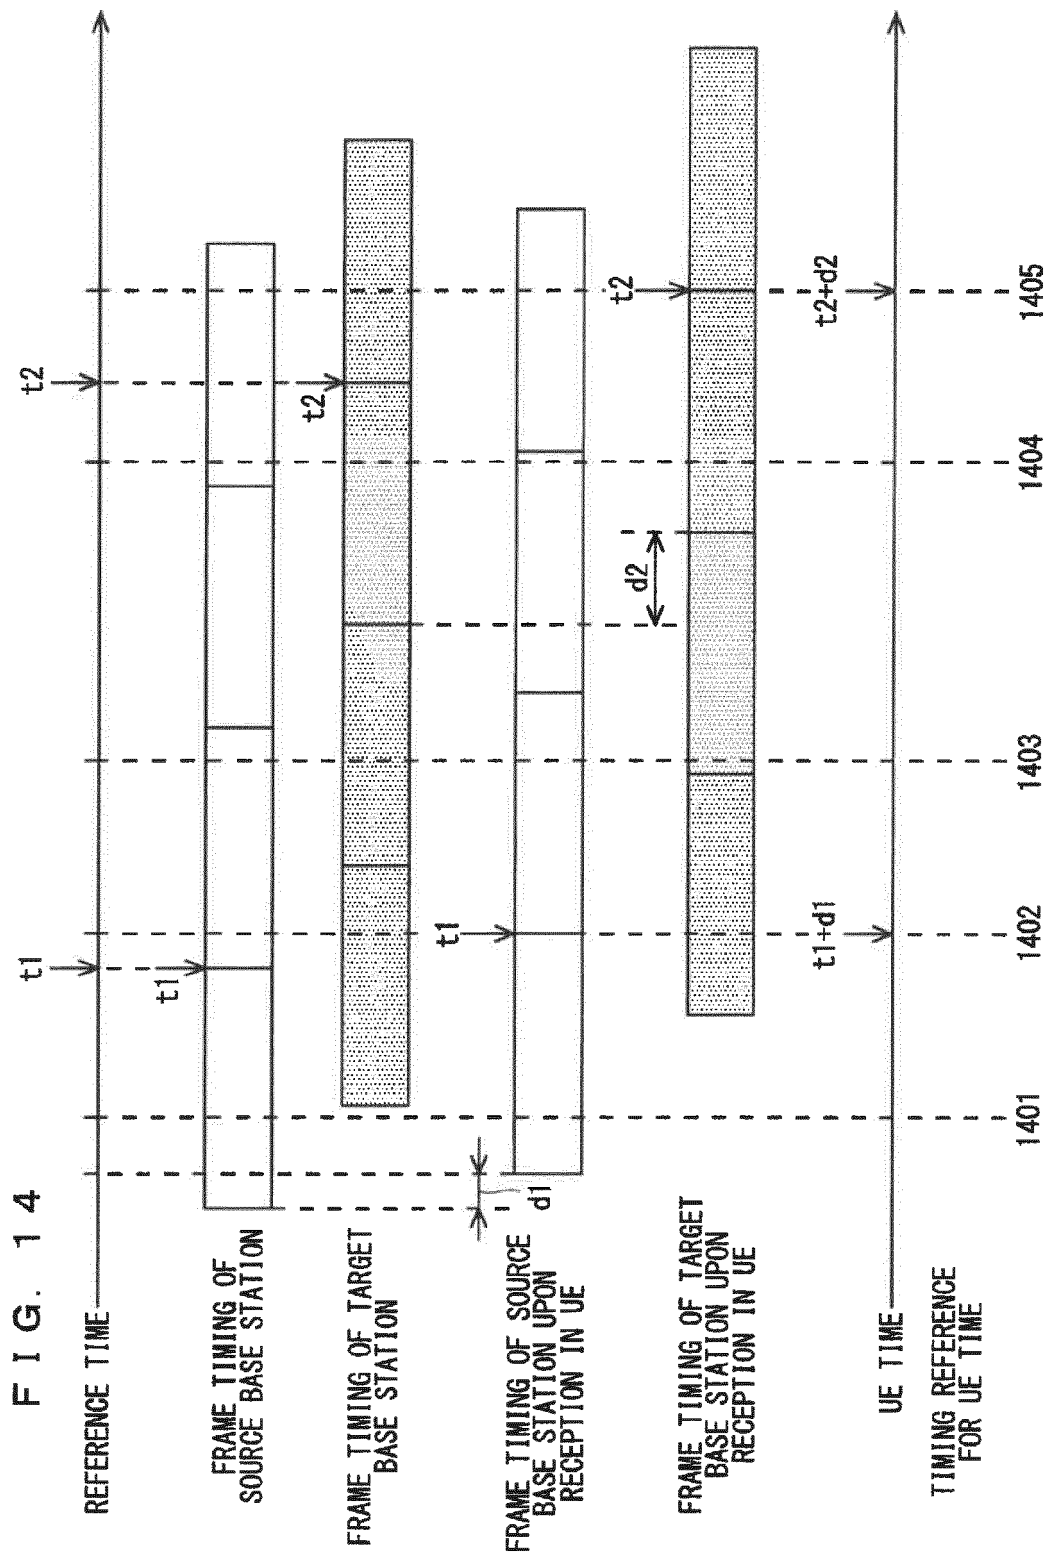 FIG. 14
REFERENCE TIME
t1
t2
FRAME TIMING OF
SOURCE BASE STATION
t1
FRAME TIMING OF TARGET
BASE STATION
t2
d1
FRAME TIMING OF SOURCE
BASE STATION UPON
RECEPTION IN UE
t1
FRAME TIMING OF TARGET
BASE STATION UPON
RECEPTION IN UE
d2
t2
UE TIME
t1+d1
t2+d2
TIMING REFERENCE
FOR UE TIME
1401
1402
1403
1404
1405